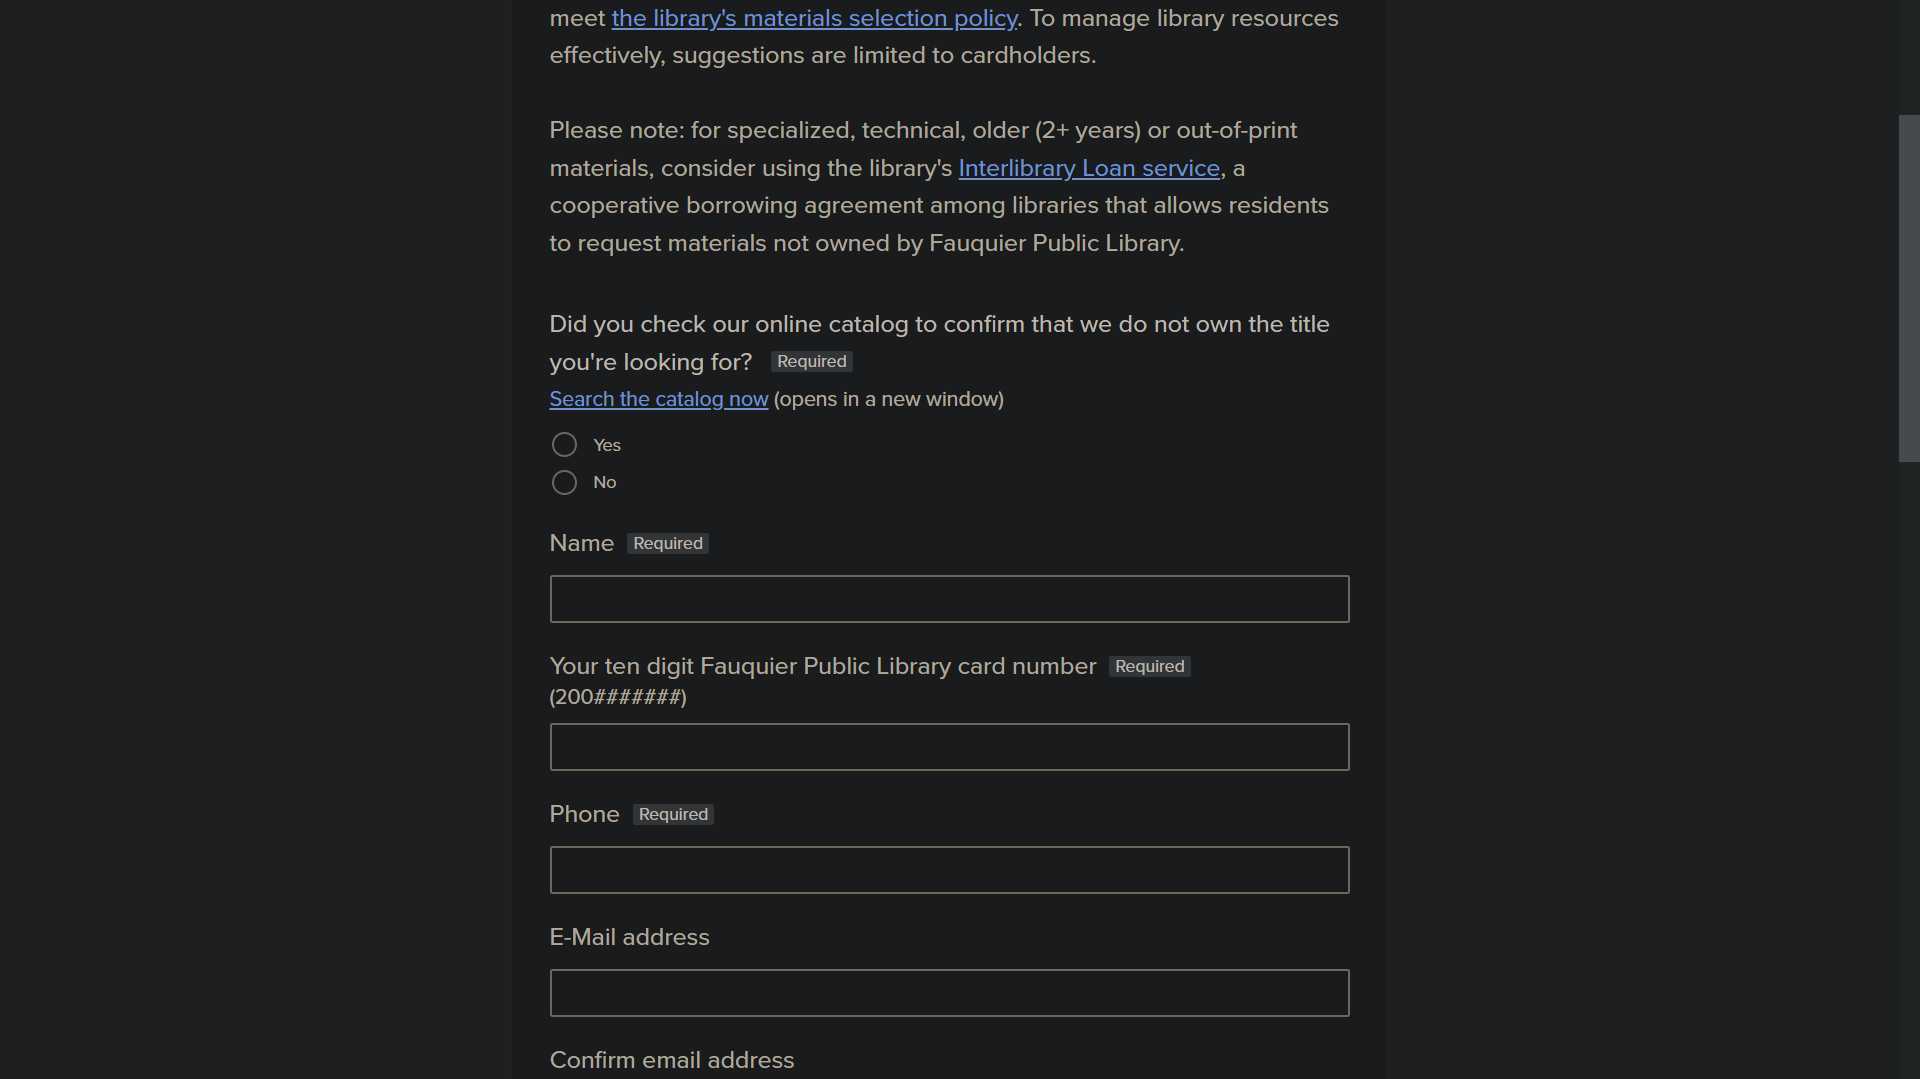 meet the library's materials selection policy. To manage library resources
effectively, suggestions are limited to cardholders.
Please note: for specialized, technical, older (2+ years) or out-of-print
materials, consider using the library's Interlibrary Loan service, a
cooperative borrowing agreement among libraries that allows residents
to request materials not owned by Fauquier Public Library.
Did you check our online catalog to confirm that we do not own the title
you're looking for? Required
Search the catalog now (opens in a new window)
Yes
No
Name Required
Your ten digit Fauquier Public Library card number Required
(200#######)
Phone Required
E-Mail address
Confirm email address